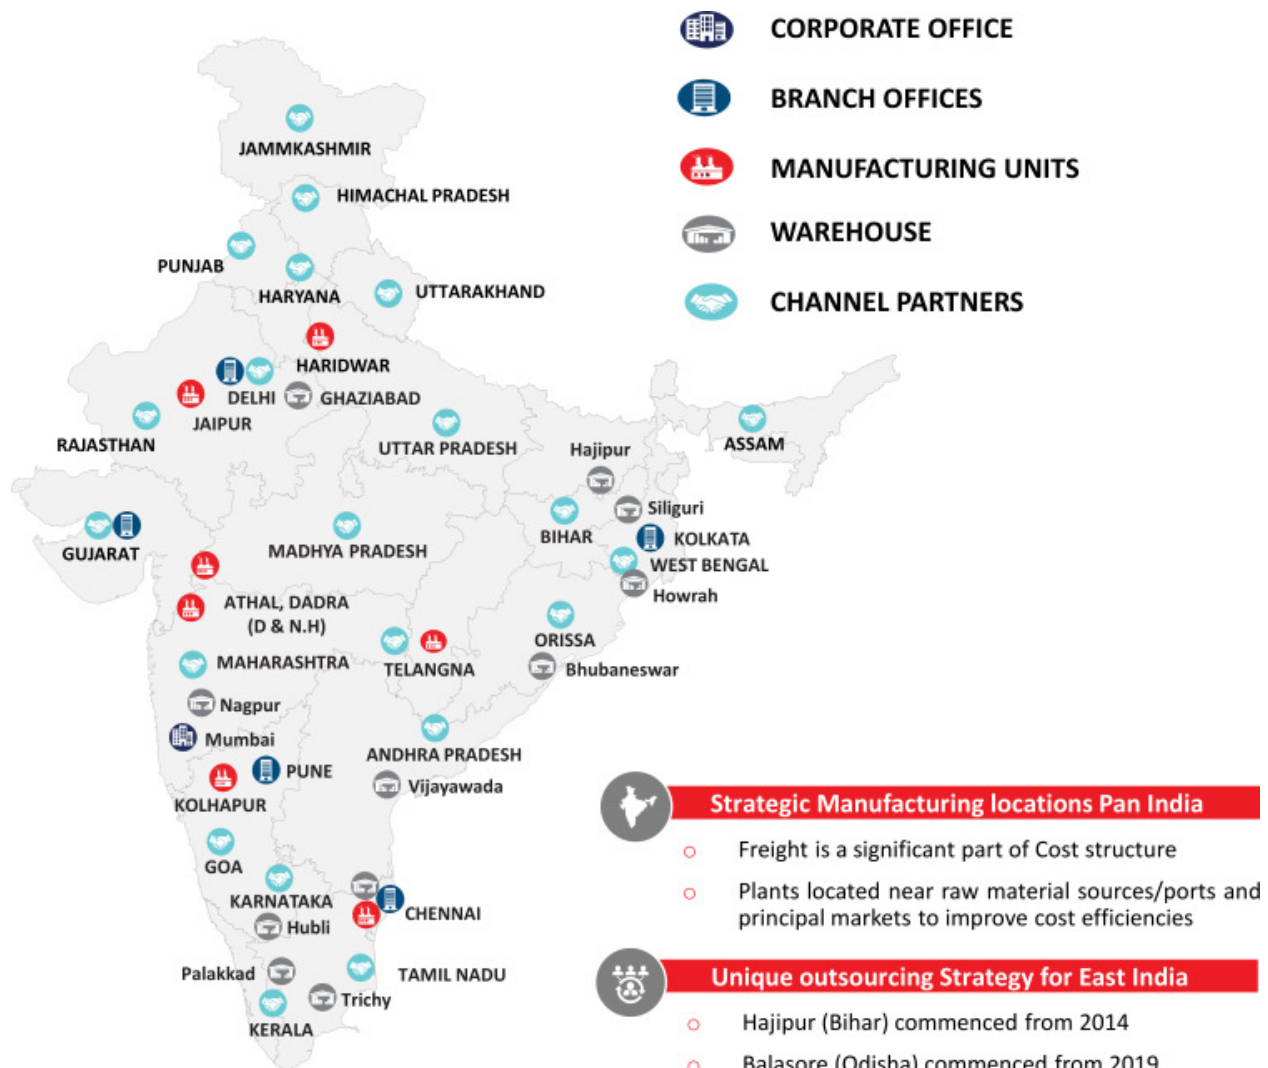 CORPORATE OFFICE
BRANCH OFFICES
MANUFACTURING UNITS
WAREHOUSE
CHANNEL PARTNERS
JAMMKASHMIR
HIMACHAL PRADESH
PUNJAB
HARYANA
UTTARAKHAND
HARIDWAR
DELHI
GHAZIABAD
JAIPUR
RAJASTHAN
UTTAR PRADESH
ASSAM
Hajipur
Siliguri
BIHAR
KOLKATA
GUJARAT
MADHYA PRADESH
WEST BENGAL
Howrah
ATHAL, DADRA
(D & N.H)
ORISSA
MAHARASHTRA
TELANGNA
Bhubaneswar
Nagpur
Mumbai
ANDHRA PRADESH
PUNE
Vijayawada
KOLHAPUR
GOA
KARNATAKA
CHENNAI
Hubli
Palakkad
TAMIL NADU
Trichy
KERALA
Strategic Manufacturing locations Pan India
Freight is a significant part of Cost structure
Plants located near raw material sources/ports and
principal markets to improve cost efficiencies
Unique outsourcing Strategy for East India
Hajipur (Bihar) commenced from 2014
Balasore (Odisha) commenced from 2019